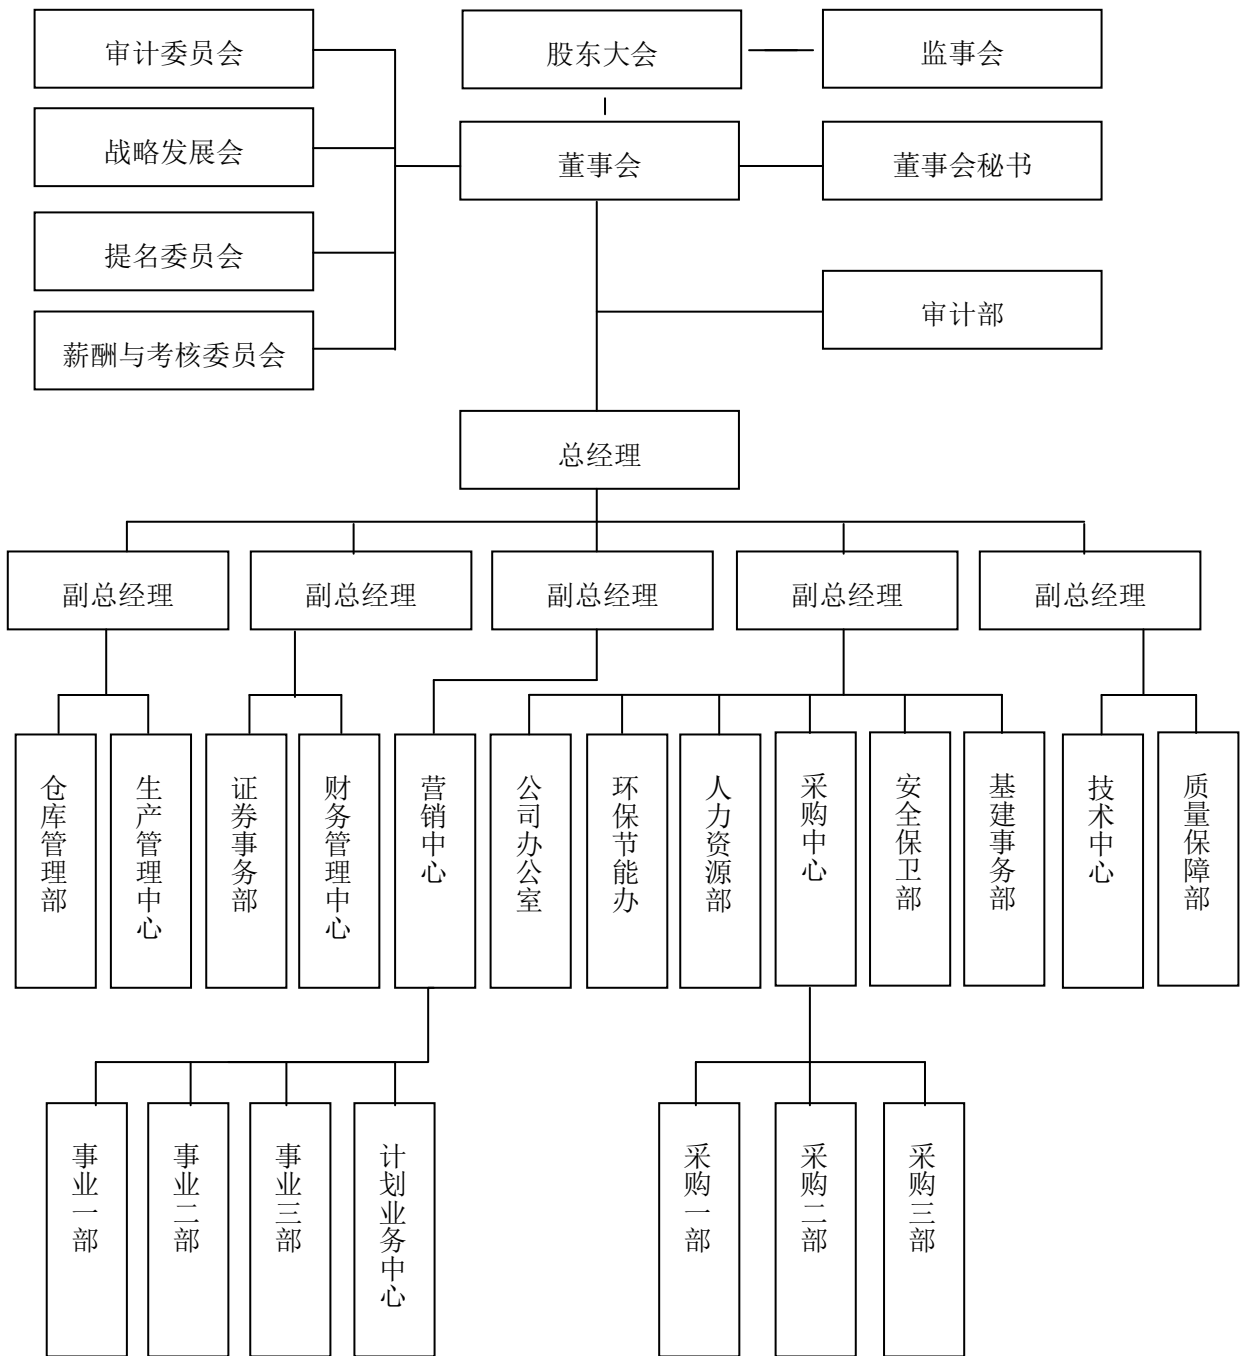 审计委员会
股东大会
监事会
战略发展会
董事会
董事会秘书
提名委员会
审计部
薪酬与考核委员会
总经理
副总经理
副总经理
副总经理
副总经理
副总经理
仓库管理部
生产管理中心
证券事务部
财务管理中心
营销中心
公司办公室
环保节能办
人力资源部
采购中心
安全保卫部
基建事务部
技术中心
质量保障部
事业一部
事业二部
事业三部
计划业务中心
采购一部
采购二部
采购三部